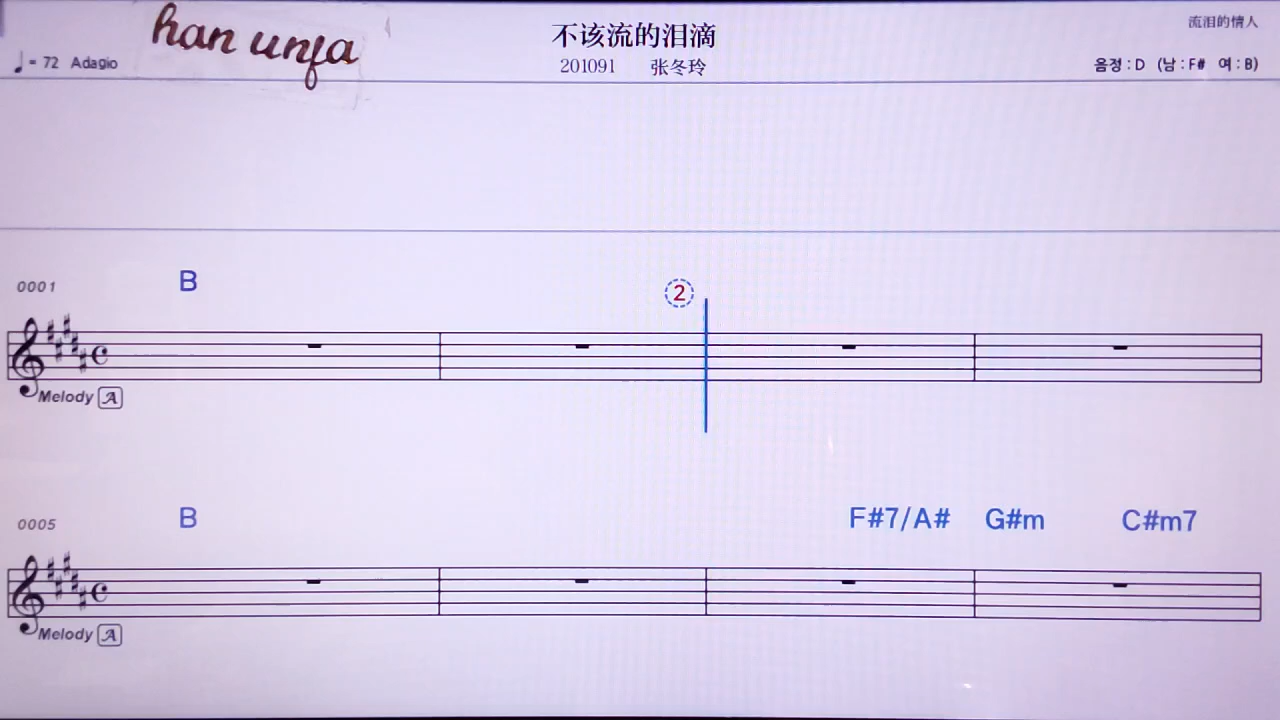 han unfa
不该流的泪滴
流泪的情人
♩= 72 Adagio
201091 张冬玲
음정 : D (남 : F# 여 : B)
0001 B
2
Melody A
0005 B F#7/A# G#m C#m7
Melody A